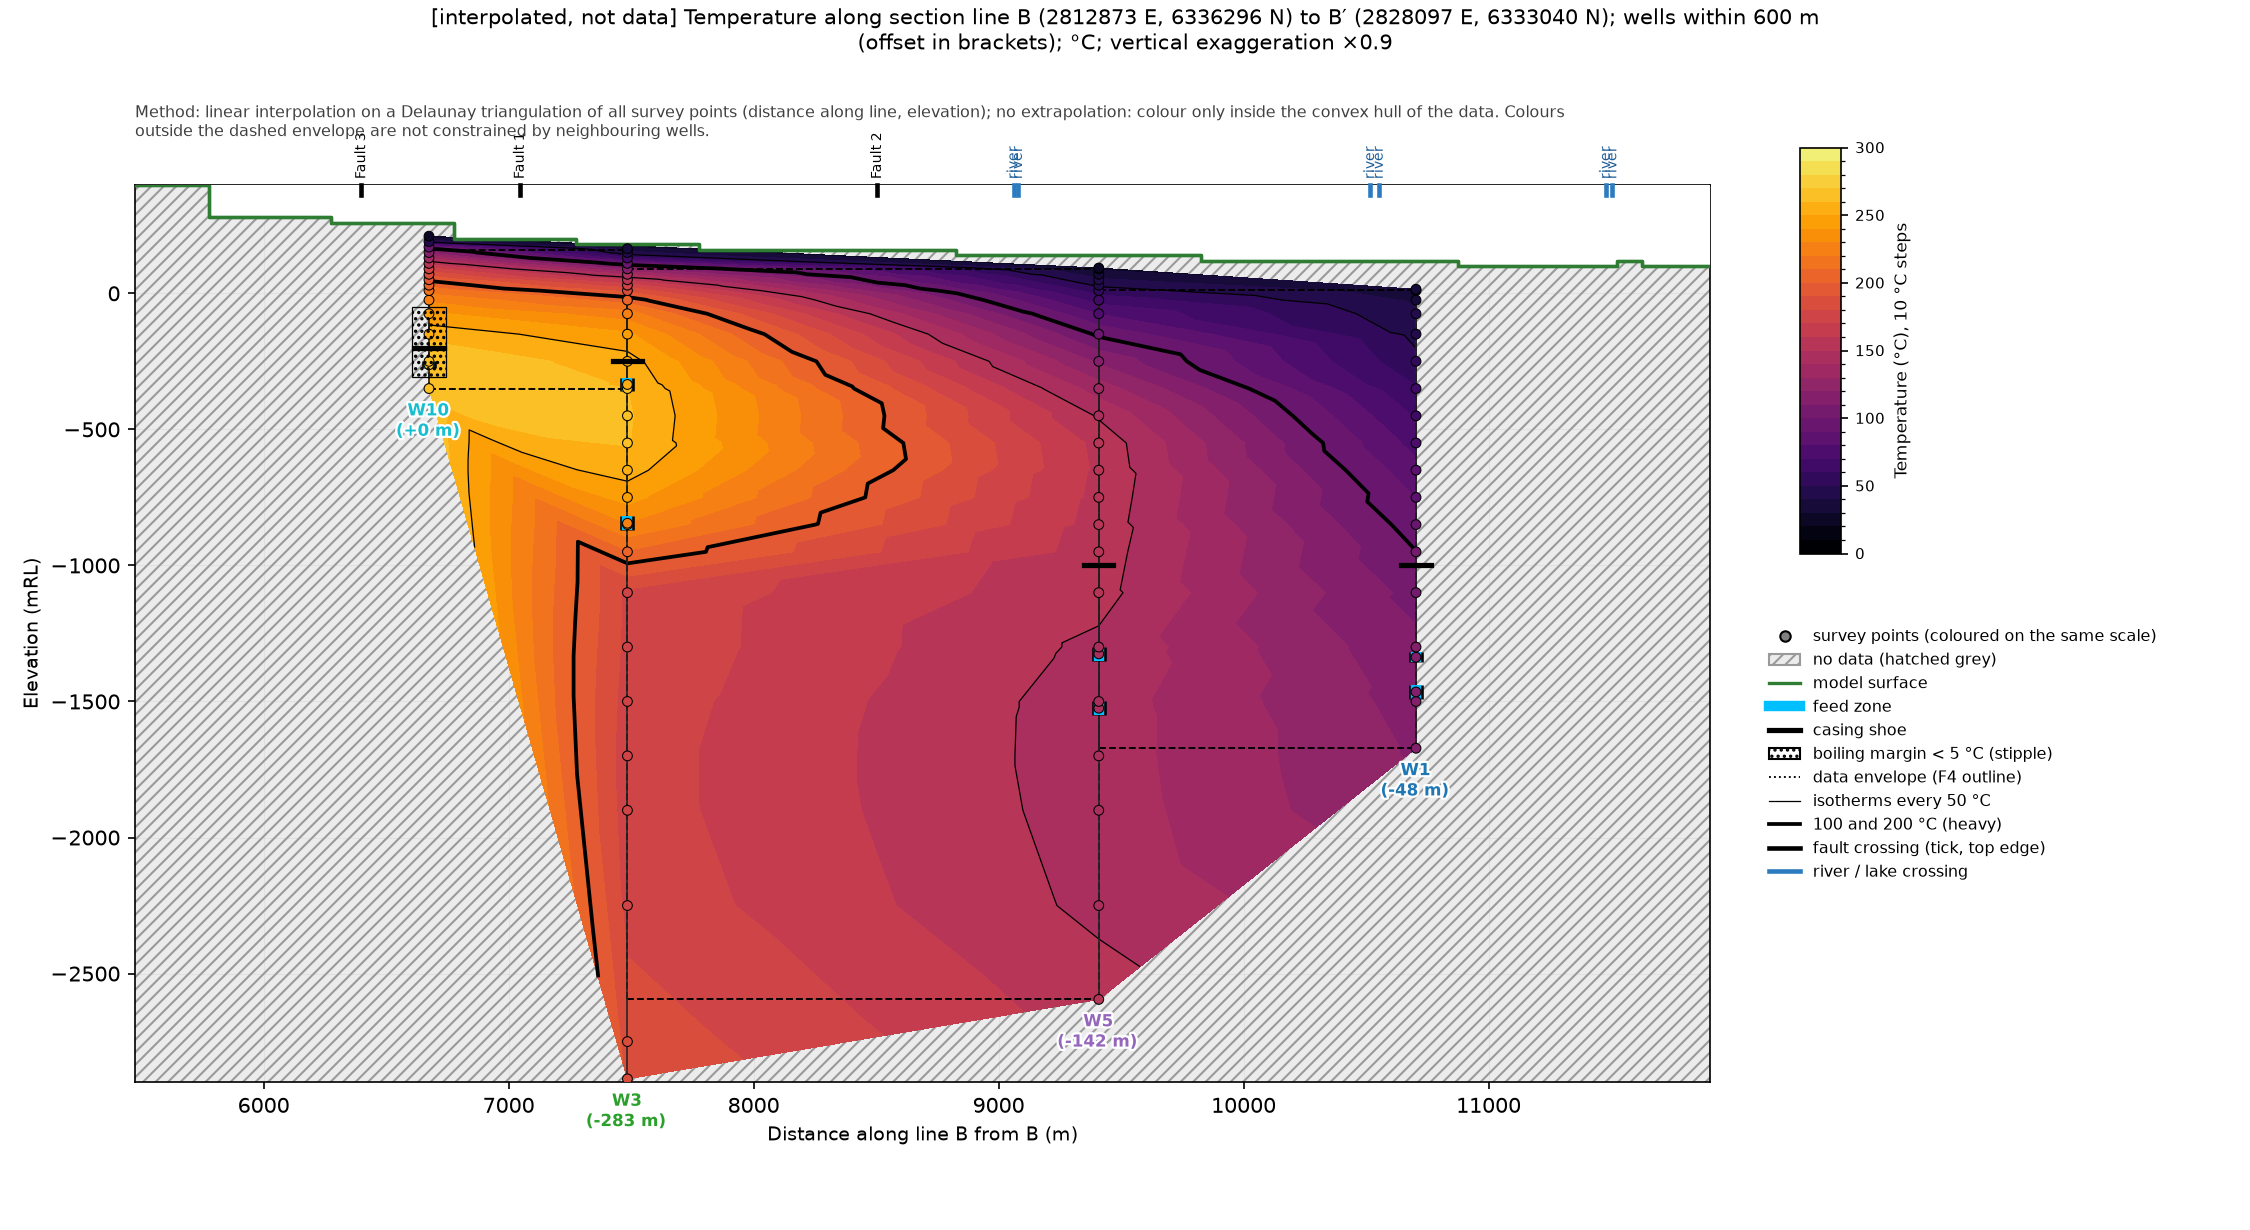 [interpolated, not data] Temperature along section line B (2812873 E, 6336296 N) to B′ (2828097 E, 6333040 N); wells within 600 m
(offset in brackets); °C; vertical exaggeration ×0.9
Method: linear interpolation on a Delaunay triangulation of all survey points (distance along line, elevation); no extrapolation: colour only inside the convex hull of the data. Colours
outside the dashed envelope are not constrained by neighbouring wells.
Fault 3
Fault 1
Fault 2
river
river
river
river
river
river
0
−500
−1000
−1500
−2000
−2500
Elevation (mRL)
W10
(+0 m)
W3
(-283 m)
W5
(-142 m)
W1
(-48 m)
6000
7000
8000
9000
10000
11000
Distance along line B from B (m)
300
250
200
150
100
50
0
Temperature (°C), 10 °C steps
survey points (coloured on the same scale)
no data (hatched grey)
model surface
feed zone
casing shoe
boiling margin < 5 °C (stipple)
data envelope (F4 outline)
isotherms every 50 °C
100 and 200 °C (heavy)
fault crossing (tick, top edge)
river / lake crossing